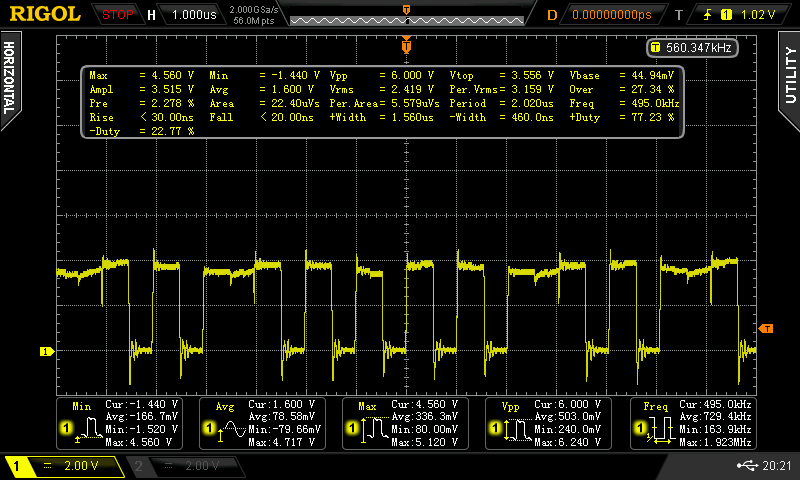 RIGOL STOP H 1.000us 2.000GSa/s 56.0M pts T D 0.00000000ps T 1 1.02 V
HORIZONTAL
UTILITY
T 560.347kHz
T
Max = 4.560 V Min = -1.440 V Vpp = 6.000 V Vtop = 3.556 V Vbase = 44.94mV
Ampl = 3.515 V Avg = 1.600 V Vrms = 2.419 V Per.Vrms= 3.159 V Over = 27.34 %
Pre = 2.278 % Area = 22.40uVs Per.Area= 5.579uVs Period = 2.020us Freq = 495.0kHz
Rise < 30.00ns Fall < 20.00ns +Width = 1.560us -Width = 460.0ns +Duty = 77.23 %
-Duty = 22.77 %
T
1
Min Cur:-1.440 V Avg Cur:1.600 V Max Cur:4.560 V Vpp Cur:6.000 V Freq Cur:495.0kHz
Avg:-166.7mV Avg:78.58mV Avg:336.3mV Avg:503.0mV Avg:729.4kHz
1 Min:-1.520 V 1 Min:-79.66mV 1 Min:80.00mV 1 Min:240.0mV 1 Min:163.9kHz
Max:4.560 V Max:4.717 V Max:5.120 V Max:6.240 V Max:1.923MHz
1 = 2.00 V 2 = 2.00 V 20:21